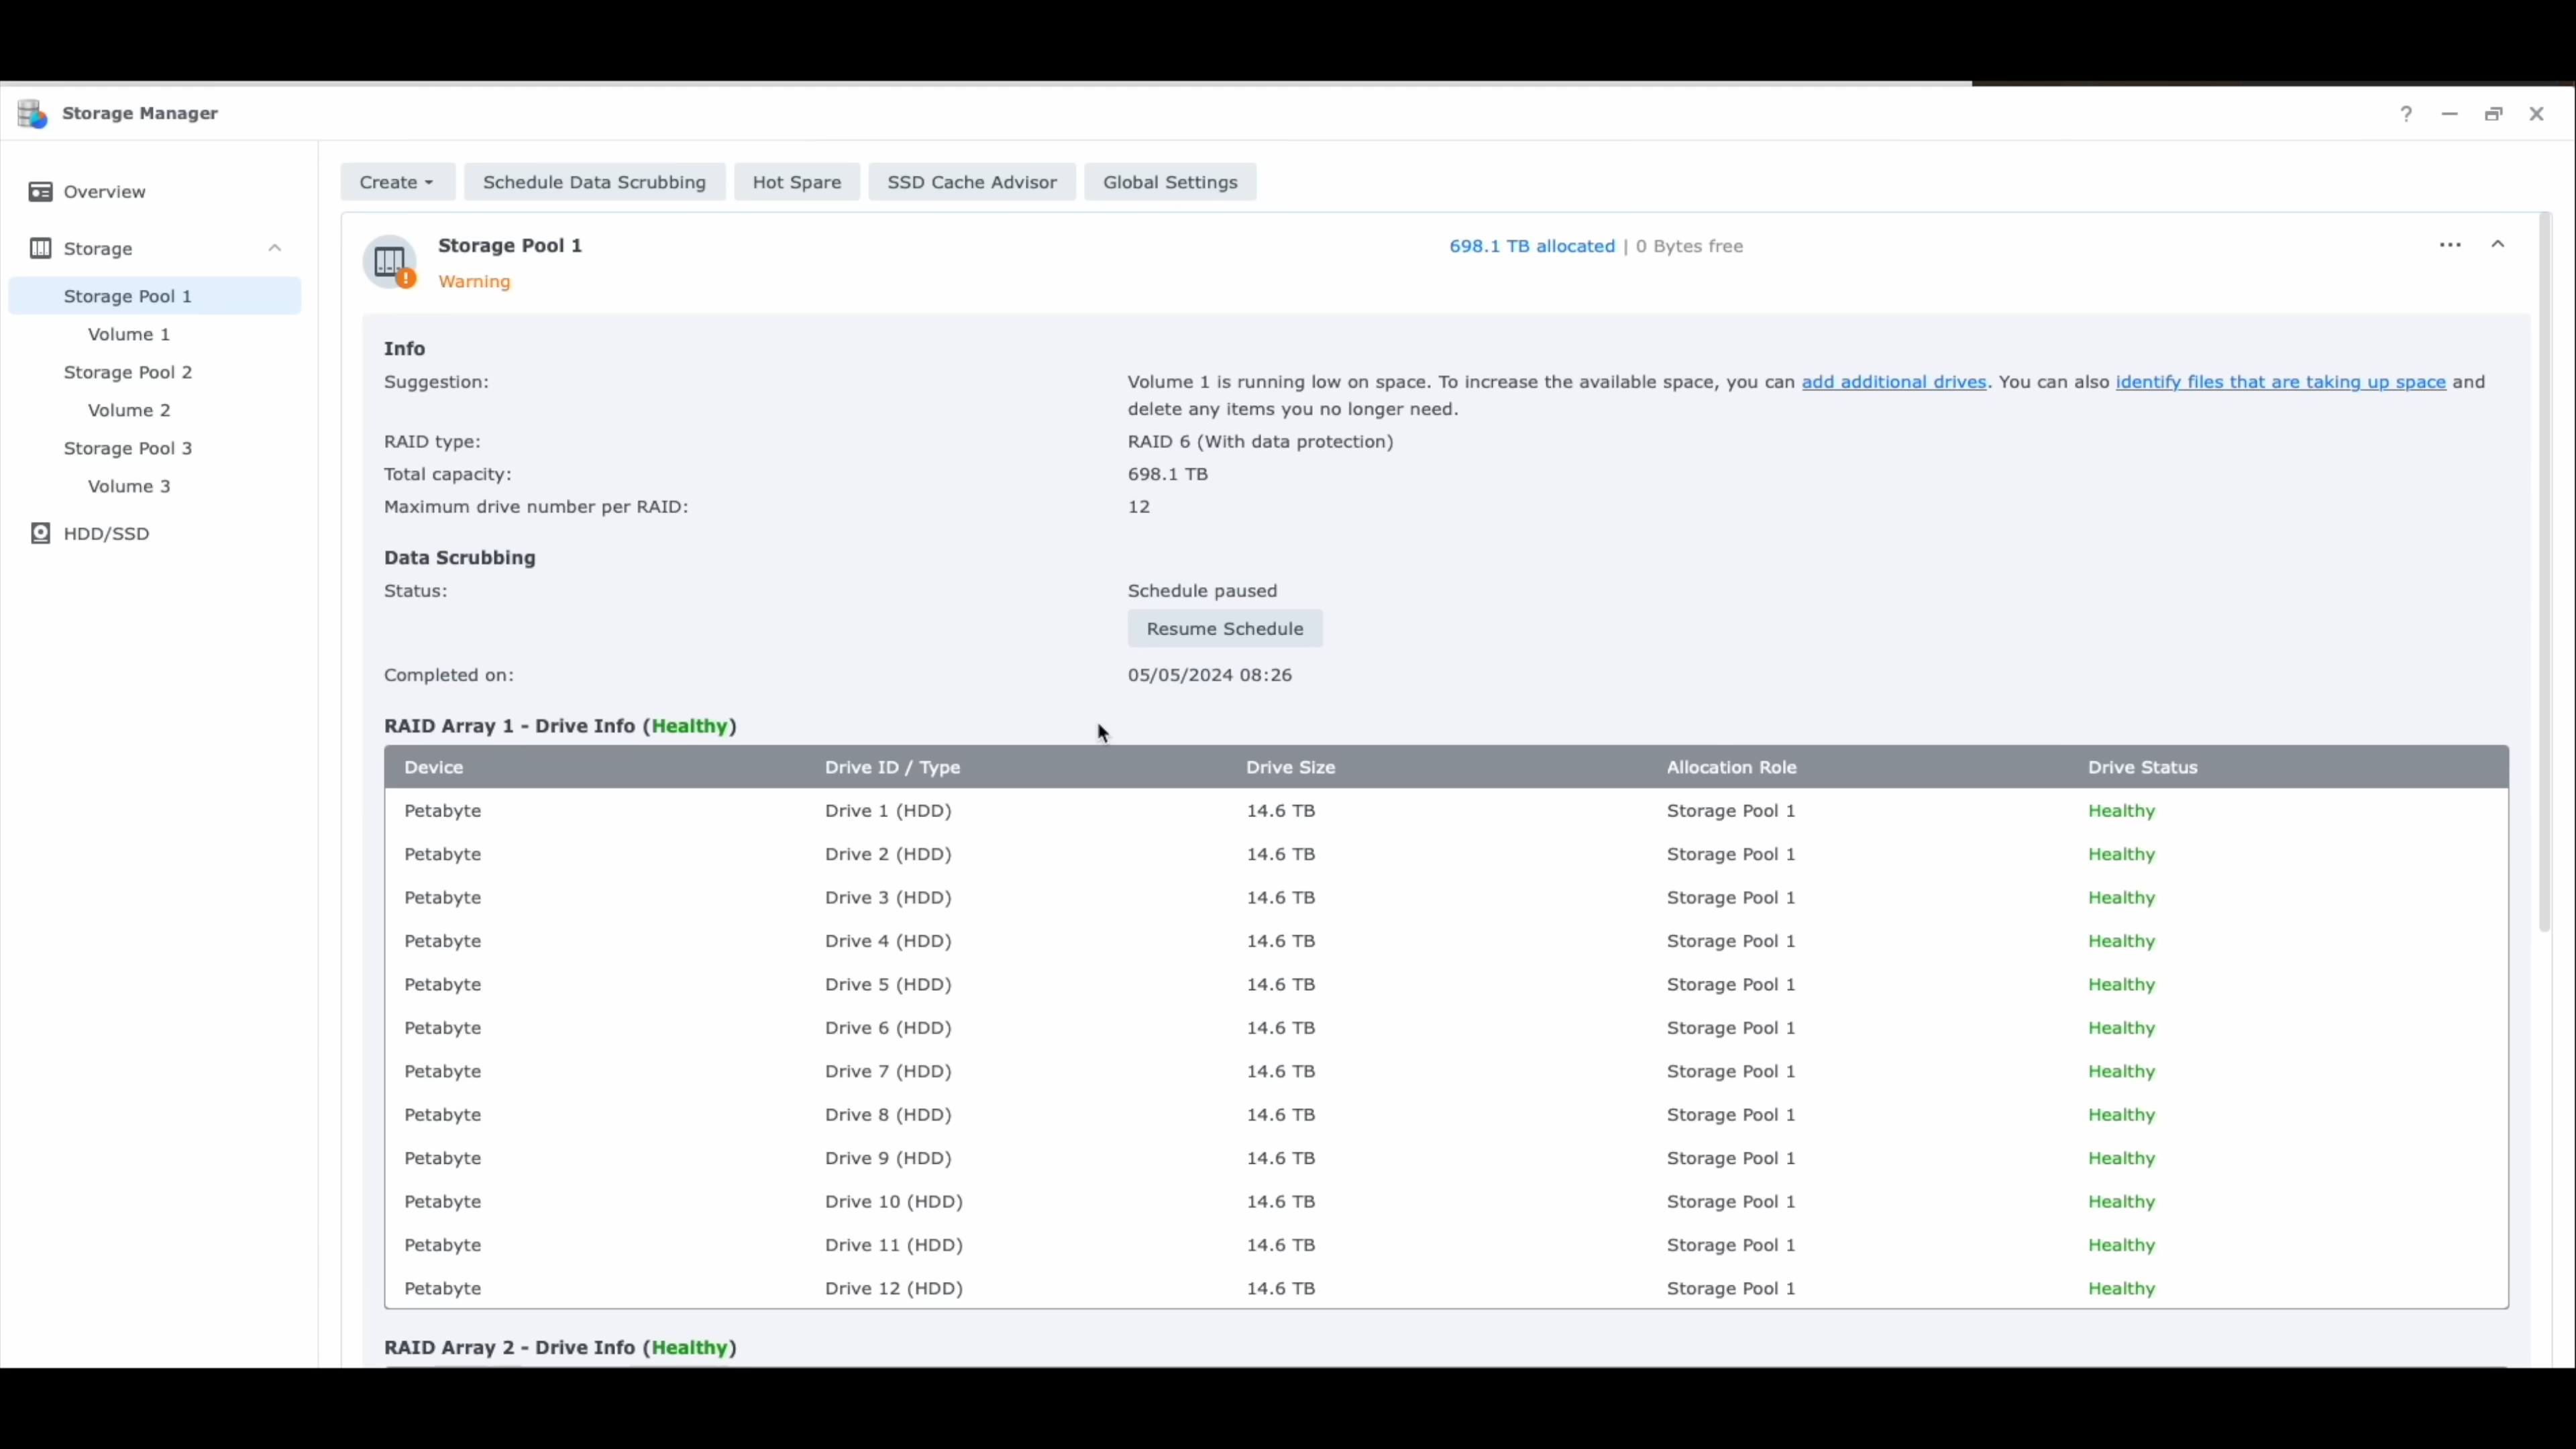 Storage Manager
?
Overview
Storage
Storage Pool 1
Volume 1
Storage Pool 2
Volume 2
Storage Pool 3
Volume 3
HDD/SSD
Create Schedule Data Scrubbing Hot Spare SSD Cache Advisor Global Settings
Storage Pool 1 698.1 TB allocated | 0 Bytes free
Warning
Info
Suggestion: Volume 1 is running low on space. To increase the available space, you can add additional drives. You can also identify files that are taking up space and
delete any items you no longer need.
RAID type: RAID 6 (With data protection)
Total capacity: 698.1 TB
Maximum drive number per RAID: 12
Data Scrubbing
Status: Schedule paused
Resume Schedule
Completed on: 05/05/2024 08:26
RAID Array 1 - Drive Info (Healthy)
Device Drive ID / Type Drive Size Allocation Role Drive Status
Petabyte Drive 1 (HDD) 14.6 TB Storage Pool 1 Healthy
Petabyte Drive 2 (HDD) 14.6 TB Storage Pool 1 Healthy
Petabyte Drive 3 (HDD) 14.6 TB Storage Pool 1 Healthy
Petabyte Drive 4 (HDD) 14.6 TB Storage Pool 1 Healthy
Petabyte Drive 5 (HDD) 14.6 TB Storage Pool 1 Healthy
Petabyte Drive 6 (HDD) 14.6 TB Storage Pool 1 Healthy
Petabyte Drive 7 (HDD) 14.6 TB Storage Pool 1 Healthy
Petabyte Drive 8 (HDD) 14.6 TB Storage Pool 1 Healthy
Petabyte Drive 9 (HDD) 14.6 TB Storage Pool 1 Healthy
Petabyte Drive 10 (HDD) 14.6 TB Storage Pool 1 Healthy
Petabyte Drive 11 (HDD) 14.6 TB Storage Pool 1 Healthy
Petabyte Drive 12 (HDD) 14.6 TB Storage Pool 1 Healthy
RAID Array 2 - Drive Info (Healthy)